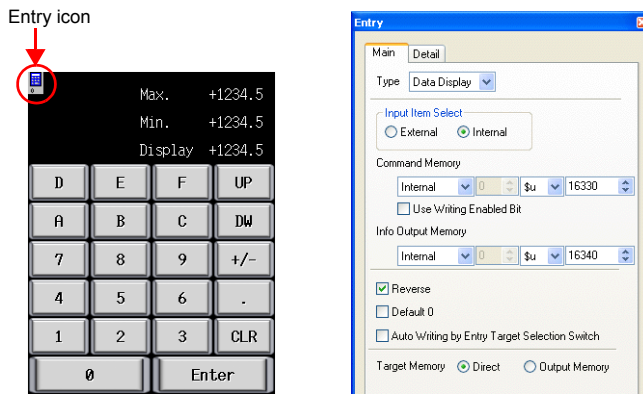 Entry icon
0
Max. +1234.5
Min. +1234.5
Display +1234.5
D E F UP
A B C DW
7 8 9 +/-
4 5 6 .
1 2 3 CLR
0 Enter
Entry
Main Detail
Type Data Display
Input Item Select
External Internal
Command Memory
Internal 0 $u 16330
Use Writing Enabled Bit
Info Output Memory
Internal 0 $u 16340
Reverse
Default 0
Auto Writing by Entry Target Selection Switch
Target Memory Direct Output Memory